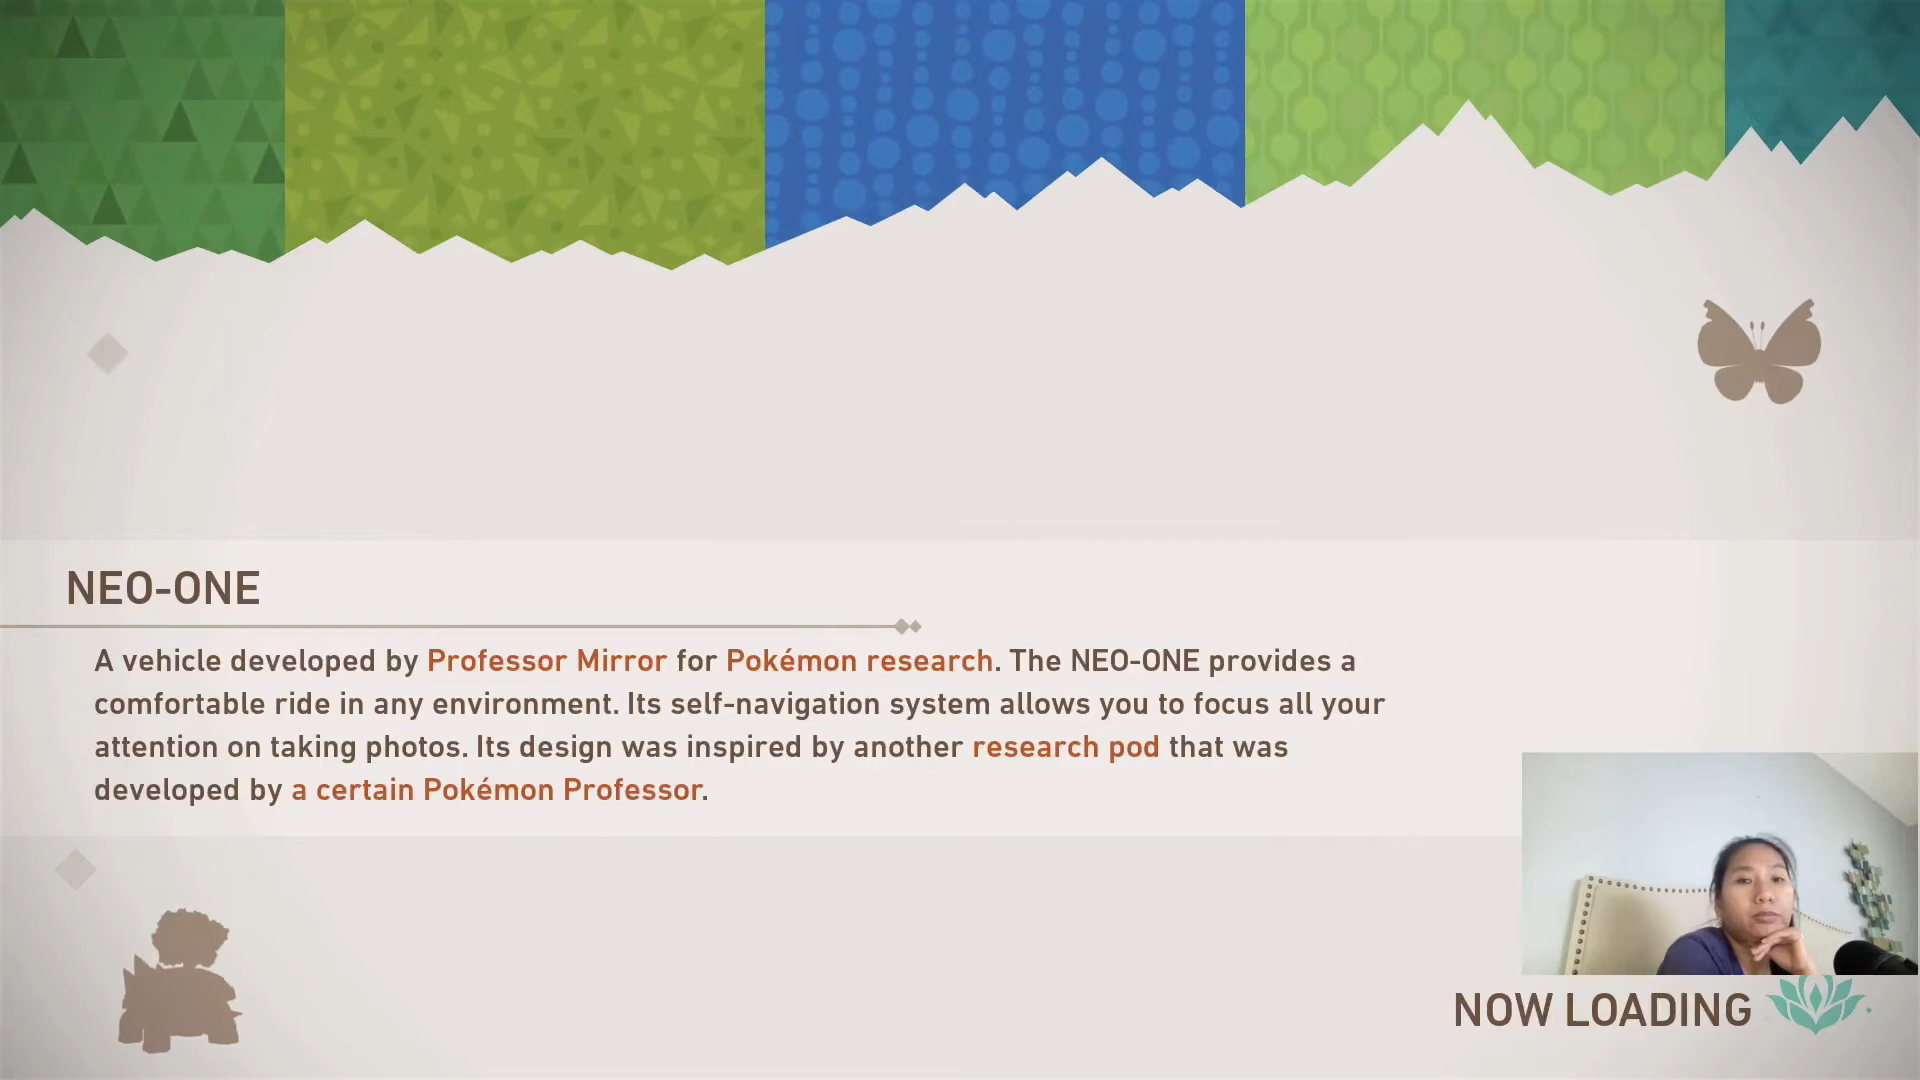 NEO-ONE
A vehicle developed by Professor Mirror for Pokémon research. The NEO-ONE provides a
comfortable ride in any environment. Its self-navigation system allows you to focus all your
attention on taking photos. Its design was inspired by another research pod that was
developed by a certain Pokémon Professor.
NOW LOADING